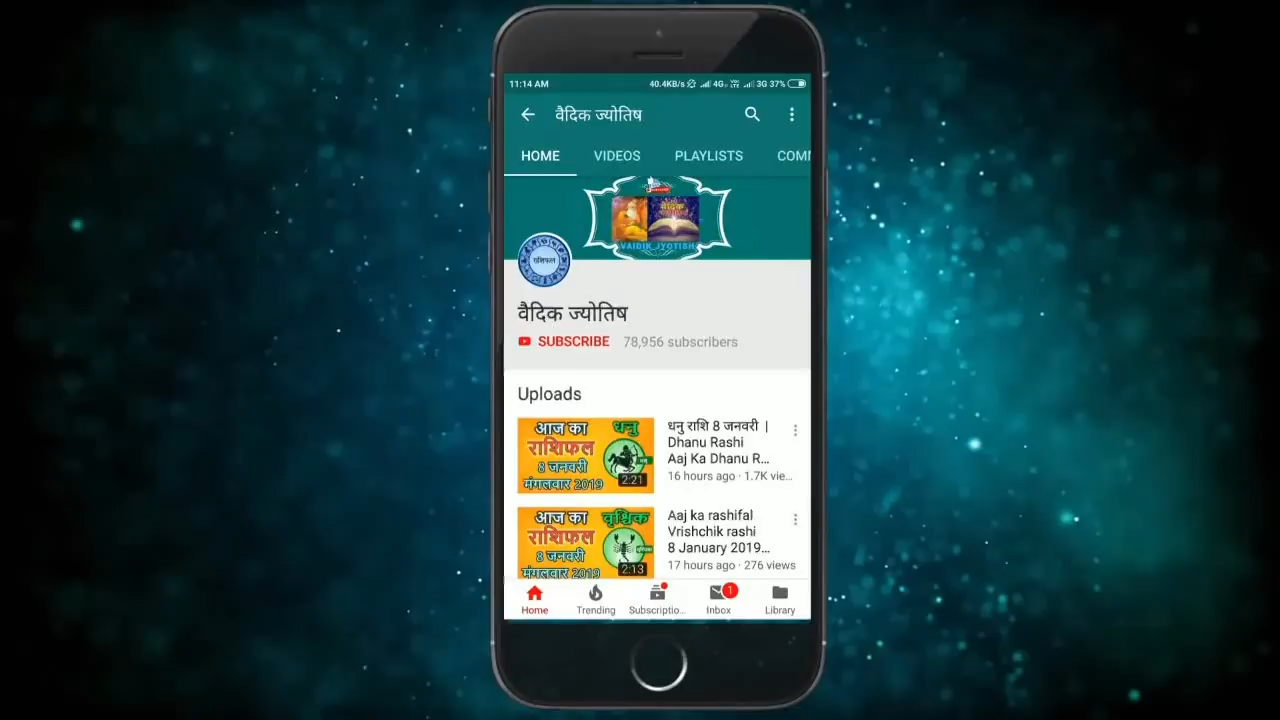 11:14 AM
40.4KB/s 4G 3G 37%
वैदिक ज्योतिष
HOME VIDEOS PLAYLISTS COMM
वैदिक
VAIDIK JYOTISH
राशिफल
वैदिक ज्योतिष
SUBSCRIBE 78,956 subscribers
Uploads
आज का धनु
राशिफल
8 जनवरी
मंगलवार 2019
2:21
धनु राशि 8 जनवरी |
Dhanu Rashi
Aaj Ka Dhanu R...
16 hours ago · 1.7K vie...
आज का वृश्चिक
राशिफल
8 जनवरी
मंगलवार 2019
2:13
Aaj ka rashifal
Vrishchik rashi
8 January 2019...
17 hours ago · 276 views
1
Home Trending Subscriptio... Inbox Library